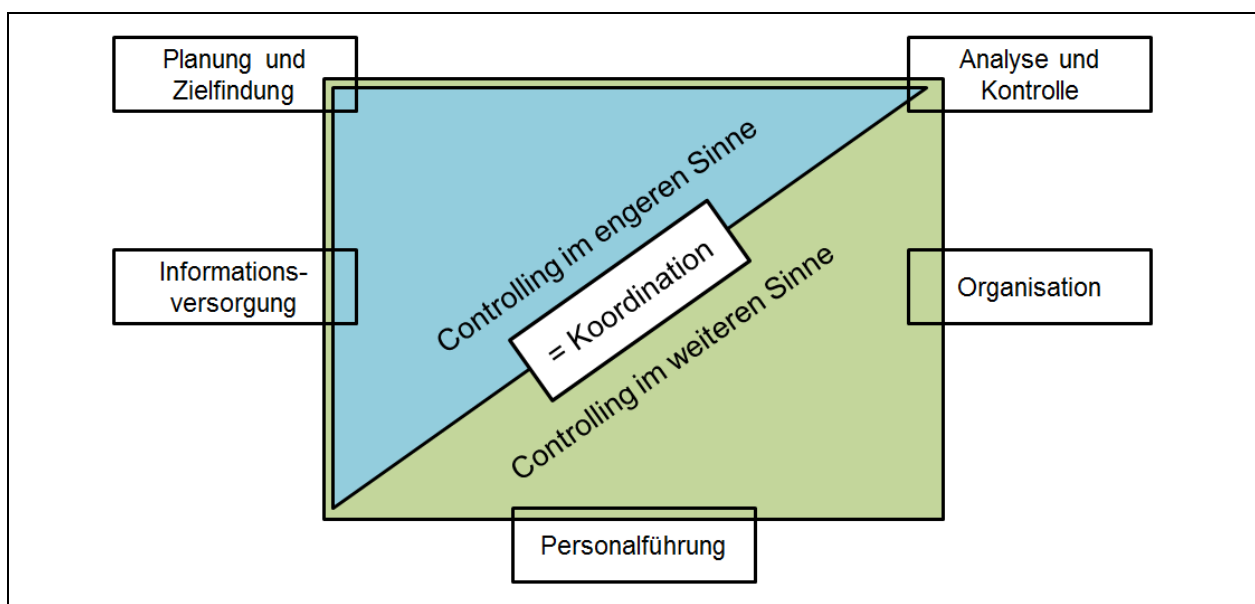 Planung und
Zielfindung
Analyse und
Kontrolle
Controlling im engeren Sinne
Informations-
versorgung
= Koordination
Organisation
Controlling im weiteren Sinne
Personalführung